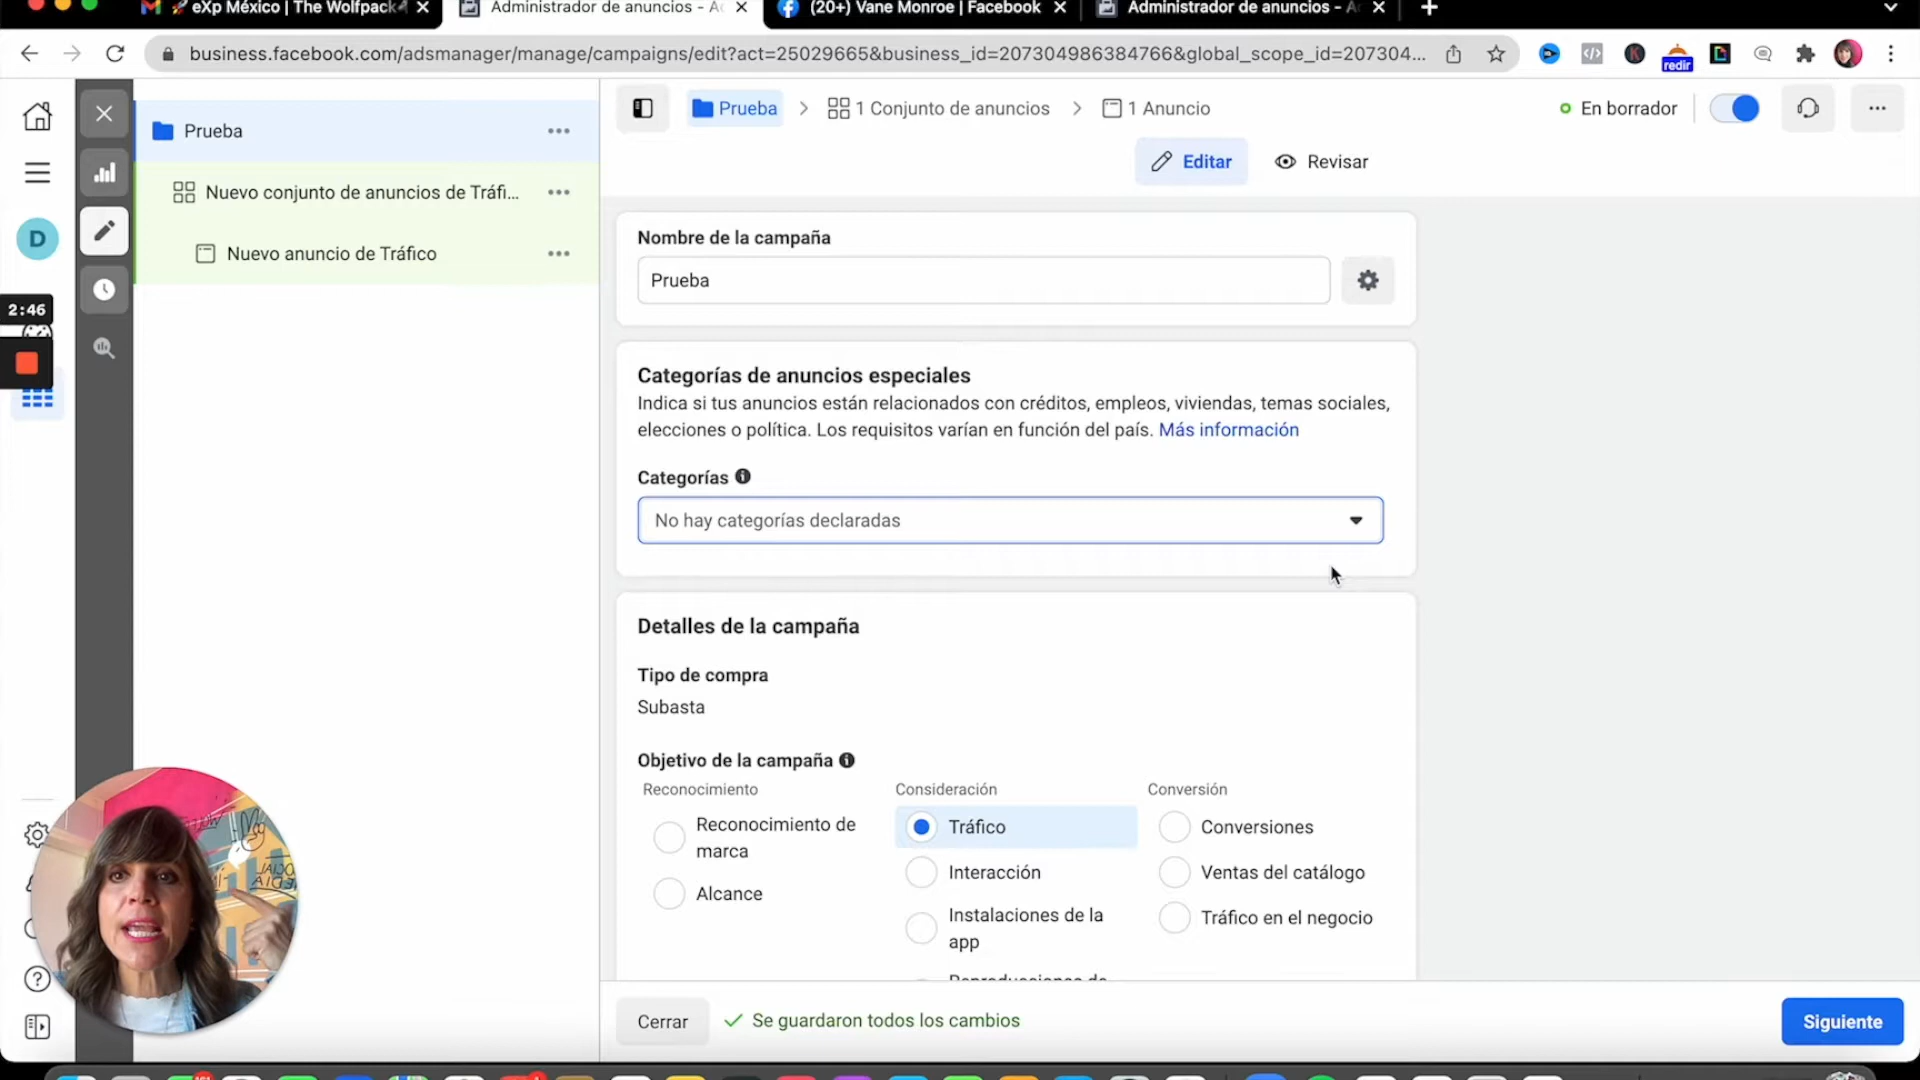 eXp México | The Wolfpack
Administrador de anuncios - A
(20+) Vane Monroe | Facebook
Administrador de anuncios - A
business.facebook.com/adsmanager/manage/campaigns/edit?act=25029665&business_id=207304986384766&global_scope_id=207304...
redir
Prueba
Nuevo conjunto de anuncios de Tráfi...
Nuevo anuncio de Tráfico
D
2:46
Prueba > 1 Conjunto de anuncios > 1 Anuncio
En borrador
Editar
Revisar
Nombre de la campaña
Prueba
Categorías de anuncios especiales
Indica si tus anuncios están relacionados con créditos, empleos, viviendas, temas sociales,
elecciones o política. Los requisitos varían en función del país. Más información
Categorías
No hay categorías declaradas
Detalles de la campaña
Tipo de compra
Subasta
Objetivo de la campaña
Reconocimiento
Reconocimiento de
marca
Alcance
Consideración
Tráfico
Interacción
Instalaciones de la
app
Reproducciones de
Conversión
Conversiones
Ventas del catálogo
Tráfico en el negocio
Cerrar
Se guardaron todos los cambios
Siguiente